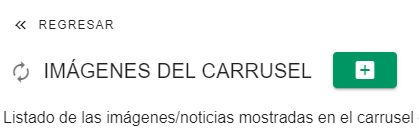 REGRESAR
IMÁGENES DEL CARRUSEL
Listado de las imágenes/noticias mostradas en el carrusel